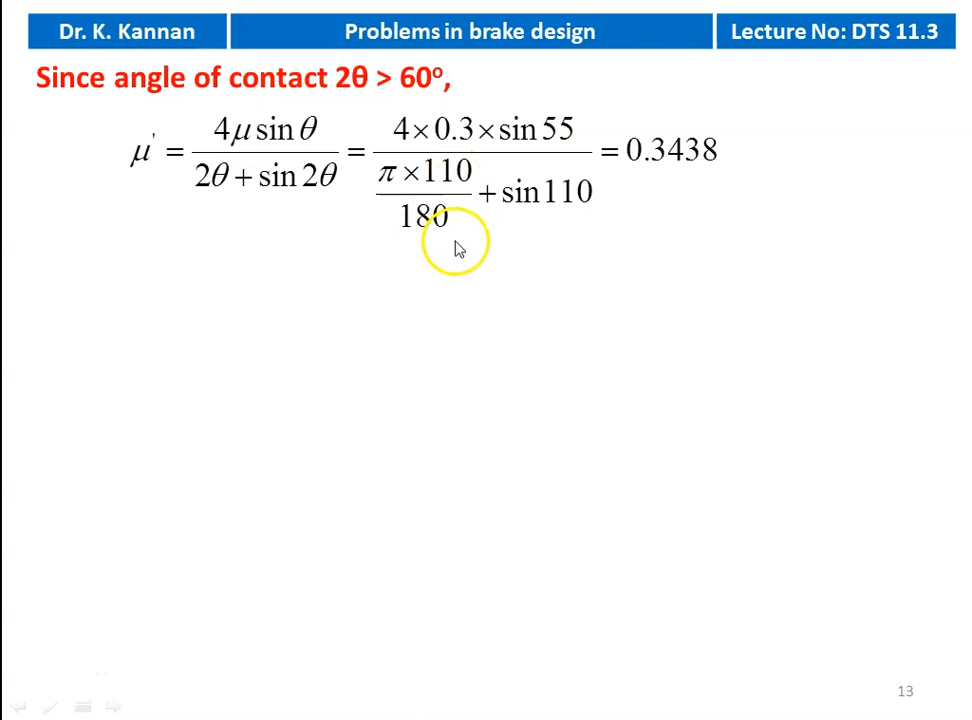 Dr. K. Kannan
Problems in brake design
Lecture No: DTS 11.3
Since angle of contact 2θ > 60º,
μ' = (4μ sin θ) / (2θ + sin 2θ) = (4 × 0.3 × sin 55) / ((π × 110) / 180 + sin 110) = 0.3438
13